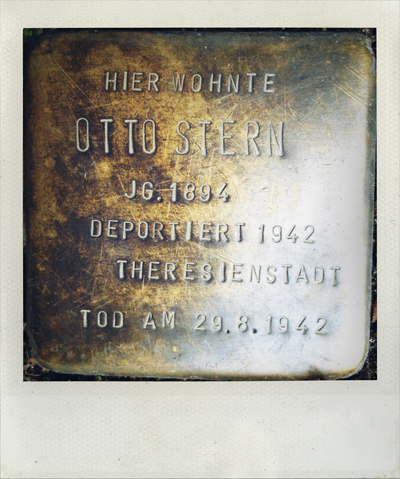 HIER WOHNTE
OTTO STERN
JG. 1894
DEPORTIERT 1942
THERESIENSTADT
TOD AM 29.8.1942